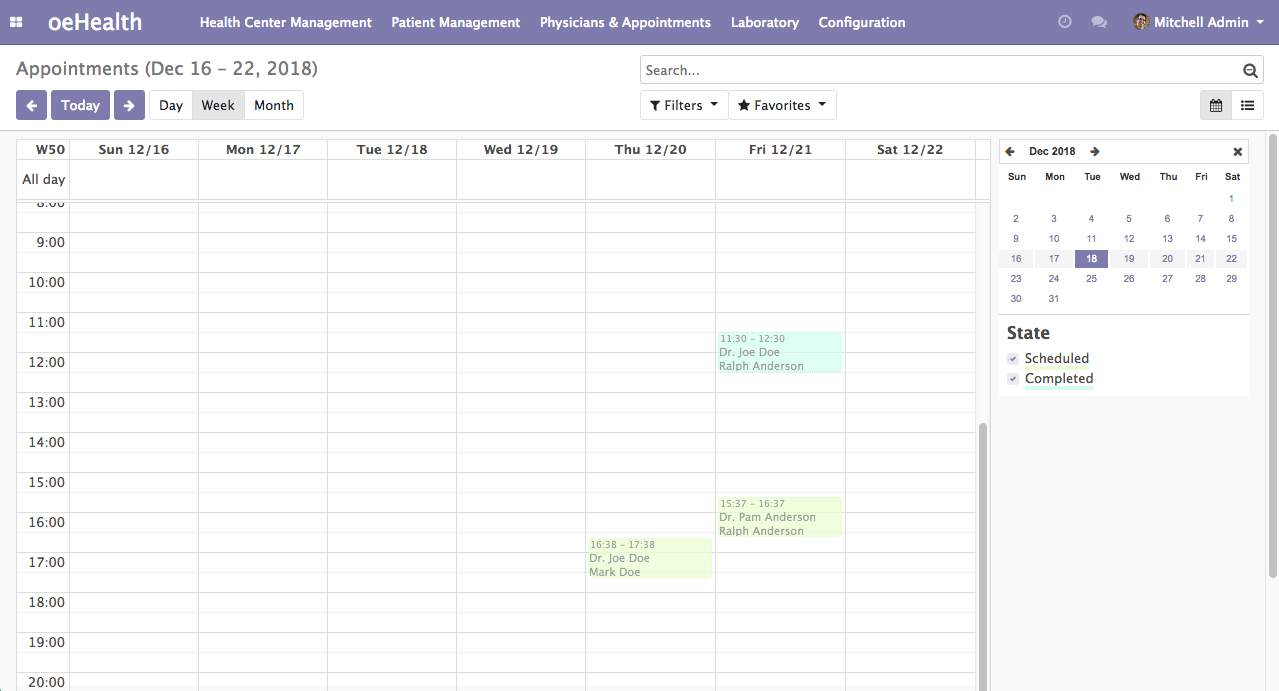 oeHealth Health Center Management Patient Management Physicians & Appointments Laboratory Configuration Mitchell Admin
Appointments (Dec 16 – 22, 2018)
Search...
Today Day Week Month
Filters Favorites
W50 Sun 12/16 Mon 12/17 Tue 12/18 Wed 12/19 Thu 12/20 Fri 12/21 Sat 12/22
All day
8:00
9:00
10:00
11:00
12:00
13:00
14:00
15:00
16:00
17:00
18:00
19:00
20:00
11:30 – 12:30
Dr. Joe Doe
Ralph Anderson
15:37 – 16:37
Dr. Pam Anderson
Ralph Anderson
16:38 – 17:38
Dr. Joe Doe
Mark Doe
Dec 2018
Sun Mon Tue Wed Thu Fri Sat
1
2 3 4 5 6 7 8
9 10 11 12 13 14 15
16 17 18 19 20 21 22
23 24 25 26 27 28 29
30 31
State
Scheduled
Completed